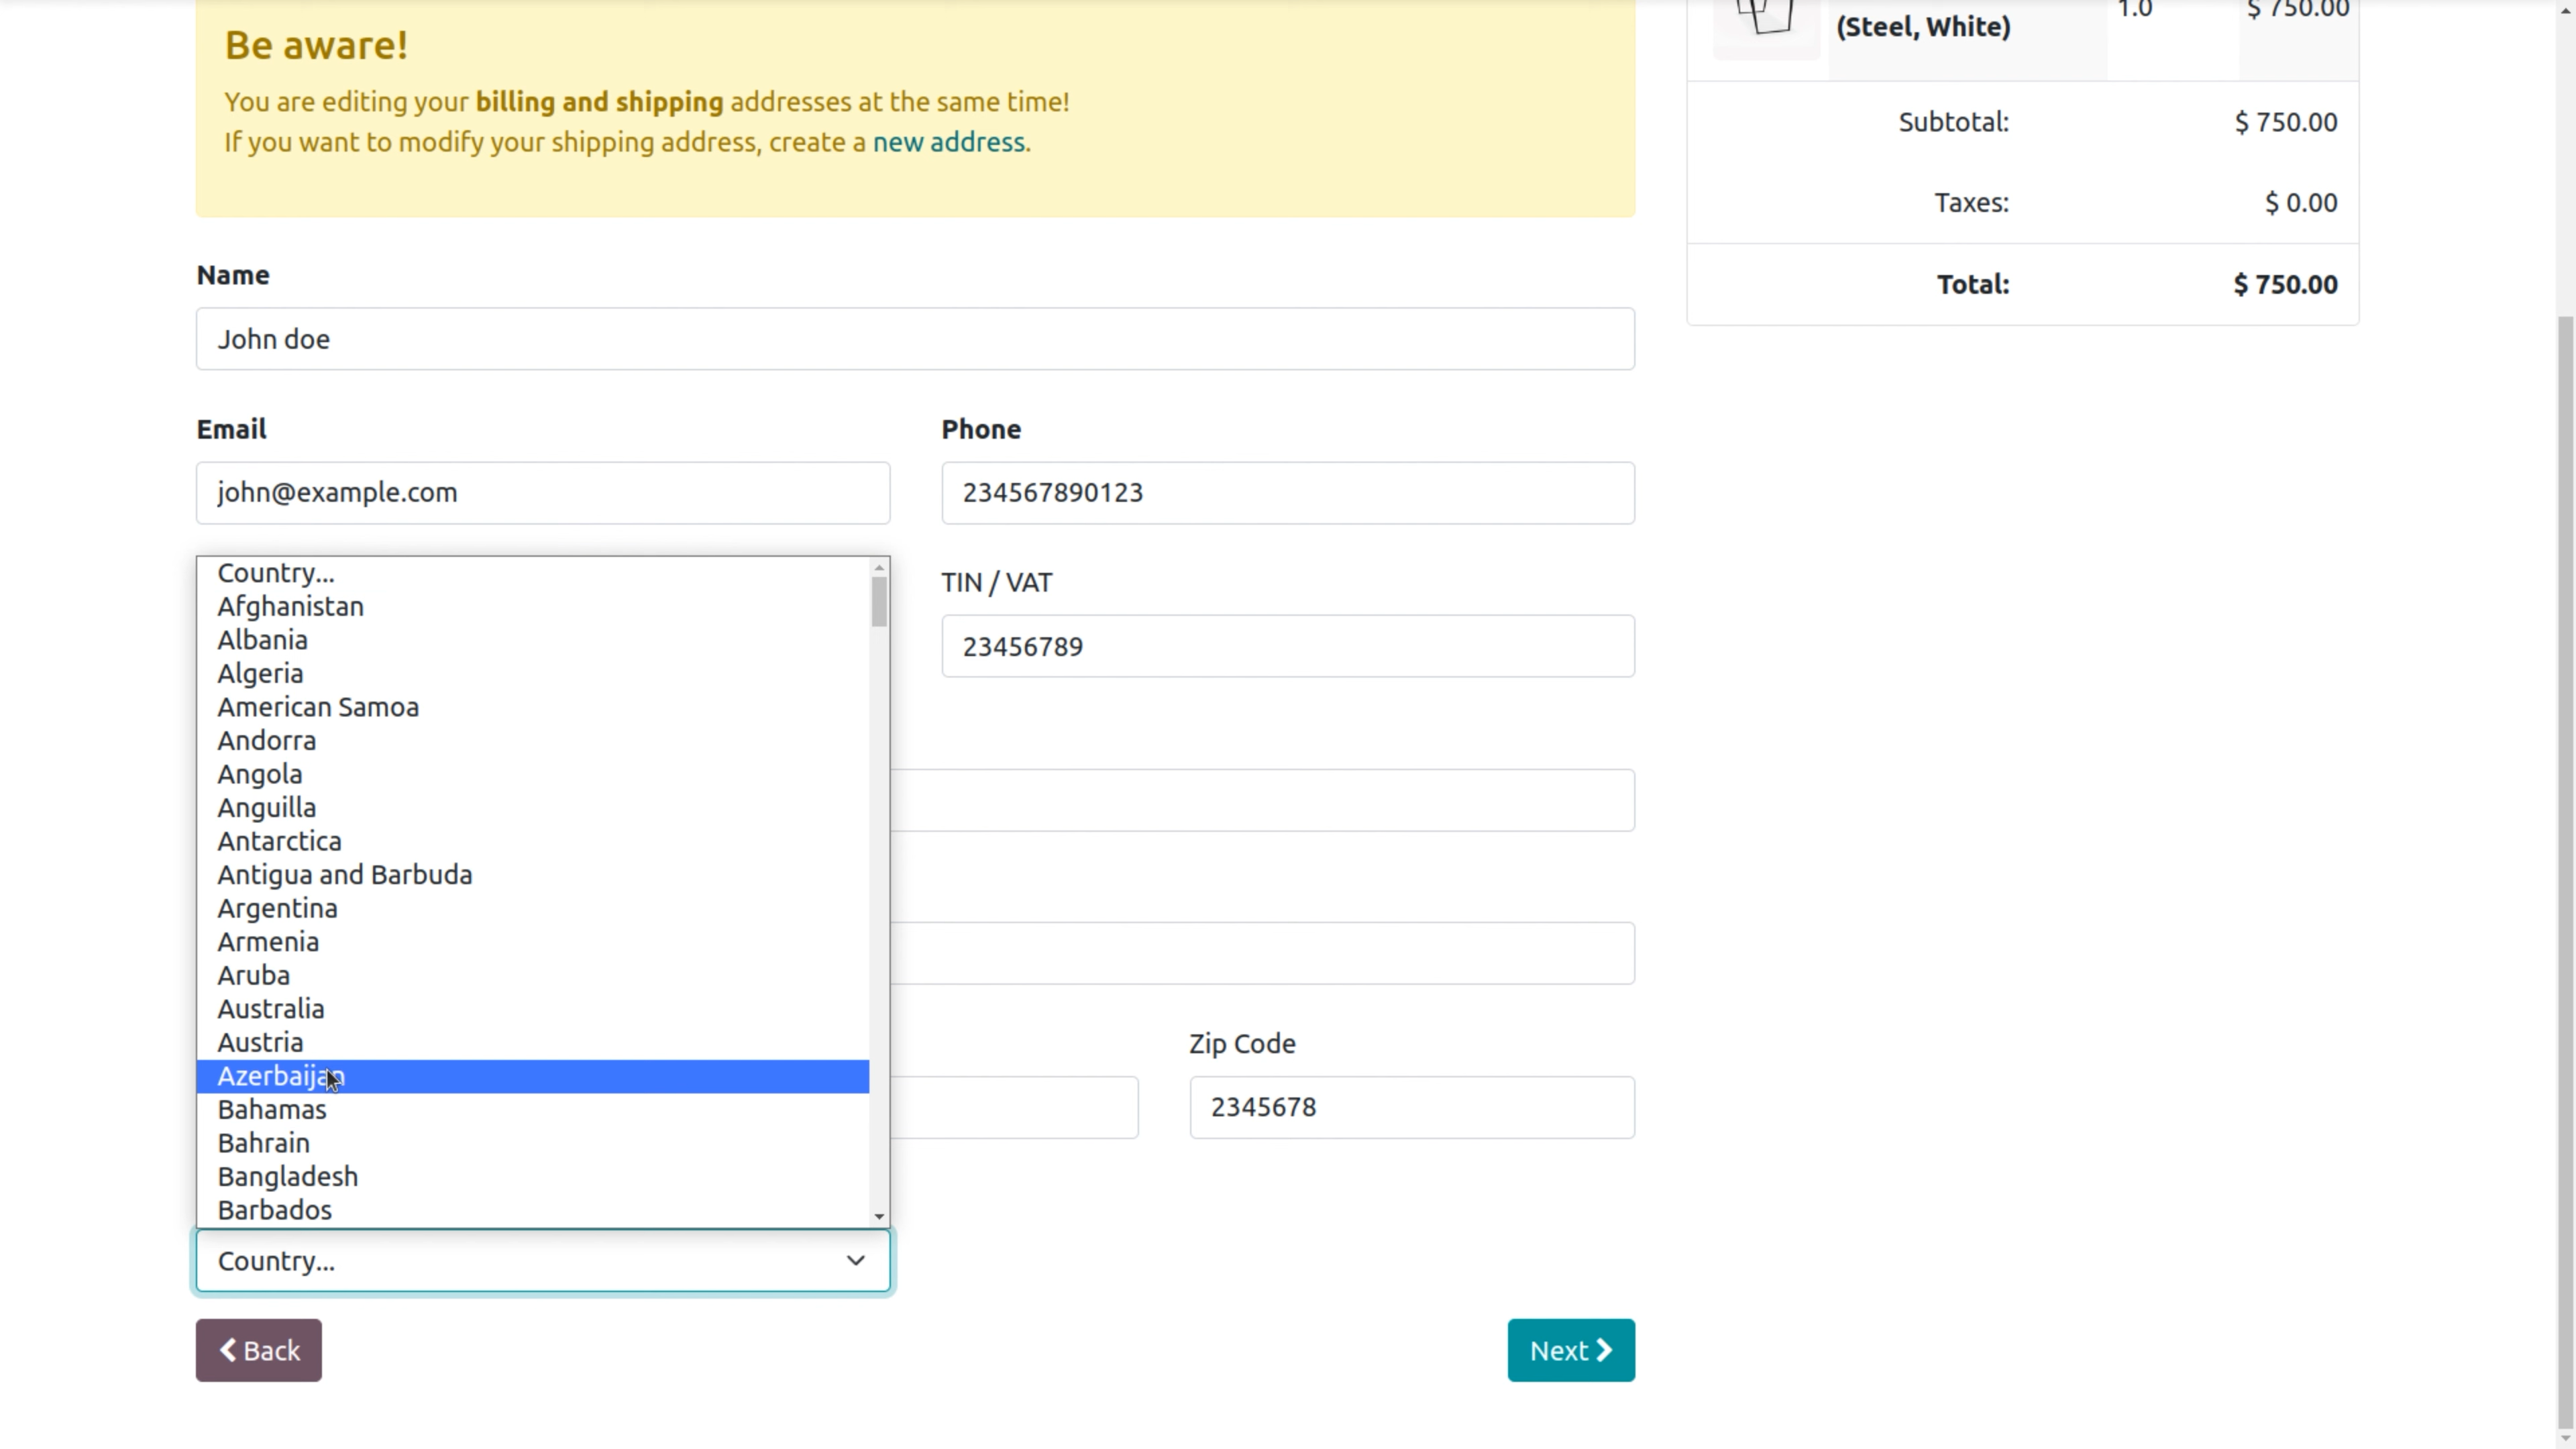 Be aware!
You are editing your billing and shipping addresses at the same time!
If you want to modify your shipping address, create a new address.
Name
John doe
Email
john@example.com
Phone
234567890123
Country...
Afghanistan
Albania
Algeria
American Samoa
Andorra
Angola
Anguilla
Antarctica
Antigua and Barbuda
Argentina
Armenia
Aruba
Australia
Austria
Azerbaijan
Bahamas
Bahrain
Bangladesh
Barbados
Country...
TIN / VAT
23456789
Zip Code
2345678
Back
Next
(Steel, White)
1.0
$ 750.00
Subtotal: $ 750.00
Taxes: $ 0.00
Total: $ 750.00